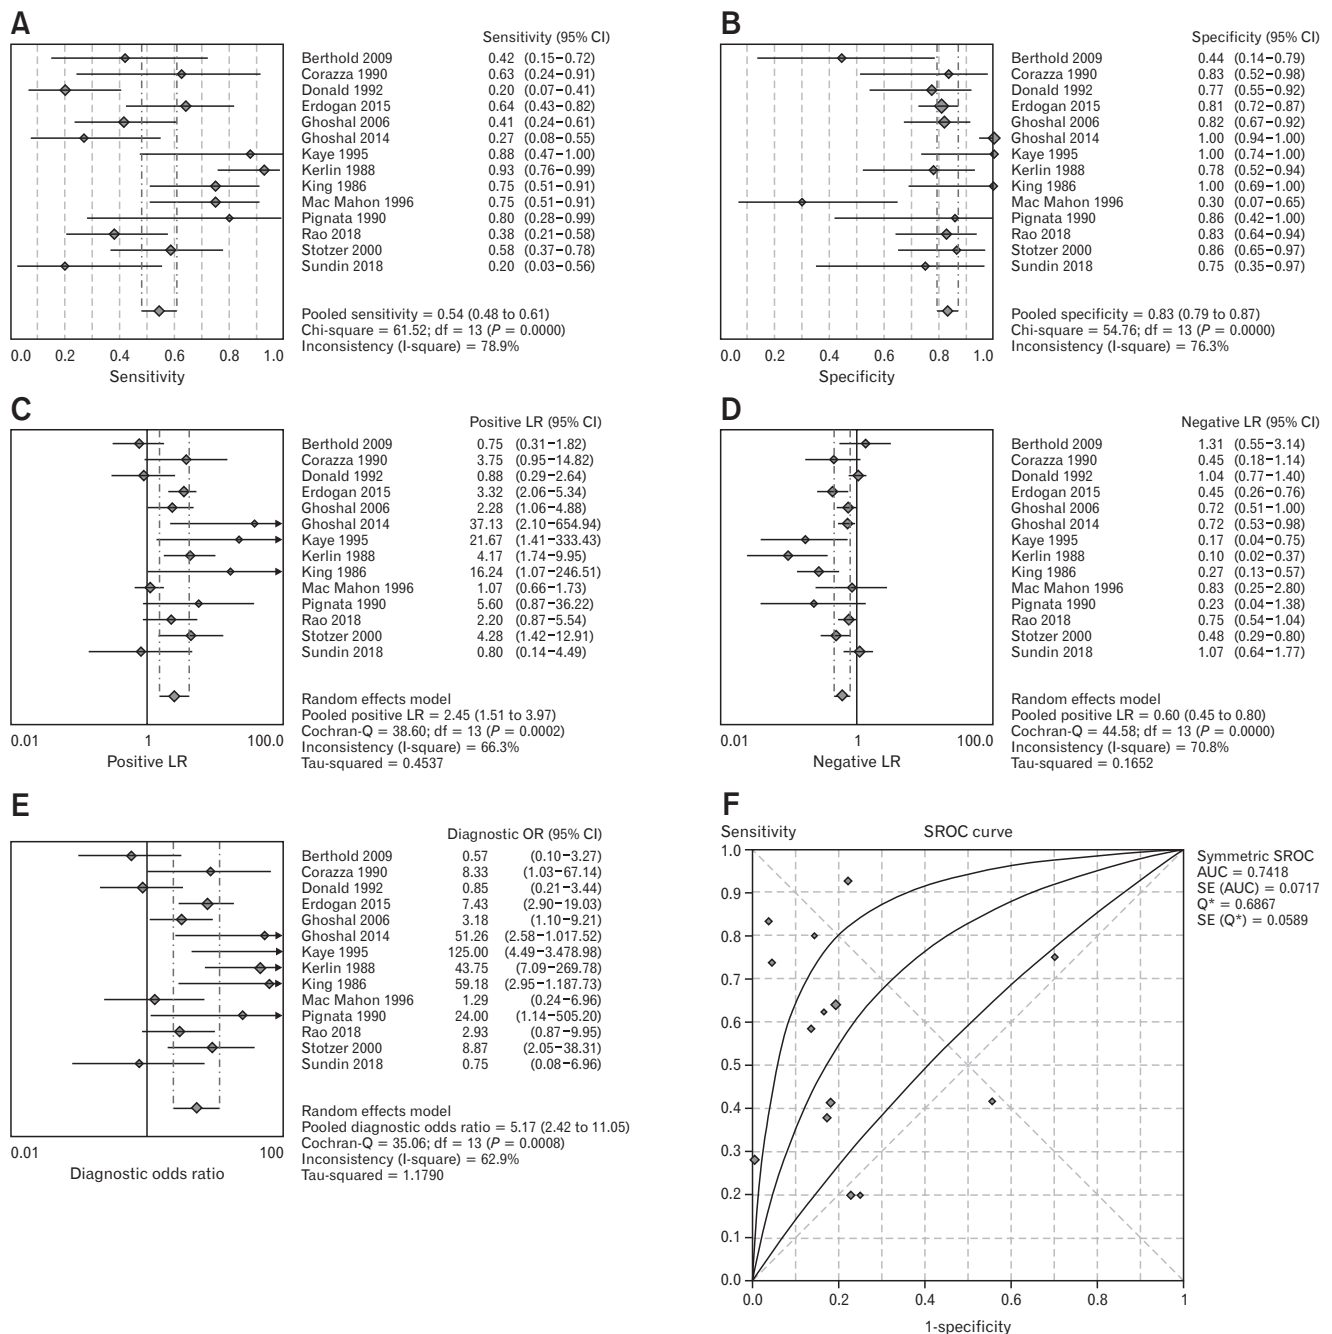 A
Sensitivity (95% CI)
Berthold 2009 0.42 (0.15–0.72)
Corazza 1990 0.63 (0.24–0.91)
Donald 1992 0.20 (0.07–0.41)
Erdogan 2015 0.64 (0.43–0.82)
Ghoshal 2006 0.41 (0.24–0.61)
Ghoshal 2014 0.27 (0.08–0.55)
Kaye 1995 0.88 (0.47–1.00)
Kerlin 1988 0.93 (0.76–0.99)
King 1986 0.75 (0.51–0.91)
Mac Mahon 1996 0.75 (0.51–0.91)
Pignata 1990 0.80 (0.28–0.99)
Rao 2018 0.38 (0.21–0.58)
Stotzer 2000 0.58 (0.37–0.78)
Sundin 2018 0.20 (0.03–0.56)
Pooled sensitivity = 0.54 (0.48 to 0.61)
Chi-square = 61.52; df = 13 (P = 0.0000)
Inconsistency (I-square) = 78.9%
0.0 0.2 0.4 0.6 0.8 1.0
Sensitivity
B
Specificity (95% CI)
Berthold 2009 0.44 (0.14–0.79)
Corazza 1990 0.83 (0.52–0.98)
Donald 1992 0.77 (0.55–0.92)
Erdogan 2015 0.81 (0.72–0.87)
Ghoshal 2006 0.82 (0.67–0.92)
Ghoshal 2014 1.00 (0.94–1.00)
Kaye 1995 1.00 (0.74–1.00)
Kerlin 1988 0.78 (0.52–0.94)
King 1986 1.00 (0.69–1.00)
Mac Mahon 1996 0.30 (0.07–0.65)
Pignata 1990 0.86 (0.42–1.00)
Rao 2018 0.83 (0.64–0.94)
Stotzer 2000 0.86 (0.65–0.97)
Sundin 2018 0.75 (0.35–0.97)
Pooled specificity = 0.83 (0.79 to 0.87)
Chi-square = 54.76; df = 13 (P = 0.0000)
Inconsistency (I-square) = 76.3%
0.0 0.2 0.4 0.6 0.8 1.0
Specificity
C
Positive LR (95% CI)
Berthold 2009 0.75 (0.31–1.82)
Corazza 1990 3.75 (0.95–14.82)
Donald 1992 0.88 (0.29–2.64)
Erdogan 2015 3.32 (2.06–5.34)
Ghoshal 2006 2.28 (1.06–4.88)
Ghoshal 2014 37.13 (2.10–654.94)
Kaye 1995 21.67 (1.41–333.43)
Kerlin 1988 4.17 (1.74–9.95)
King 1986 16.24 (1.07–246.51)
Mac Mahon 1996 1.07 (0.66–1.73)
Pignata 1990 5.60 (0.87–36.22)
Rao 2018 2.20 (0.87–5.54)
Stotzer 2000 4.28 (1.42–12.91)
Sundin 2018 0.80 (0.14–4.49)
Random effects model
Pooled positive LR = 2.45 (1.51 to 3.97)
Cochran-Q = 38.60; df = 13 (P = 0.0002)
Inconsistency (I-square) = 66.3%
Tau-squared = 0.4537
0.01 1 100.0
Positive LR
D
Negative LR (95% CI)
Berthold 2009 1.31 (0.55–3.14)
Corazza 1990 0.45 (0.18–1.14)
Donald 1992 1.04 (0.77–1.40)
Erdogan 2015 0.45 (0.26–0.76)
Ghoshal 2006 0.72 (0.51–1.00)
Ghoshal 2014 0.72 (0.53–0.98)
Kaye 1995 0.17 (0.04–0.75)
Kerlin 1988 0.10 (0.02–0.37)
King 1986 0.27 (0.13–0.57)
Mac Mahon 1996 0.83 (0.25–2.80)
Pignata 1990 0.23 (0.04–1.38)
Rao 2018 0.75 (0.54–1.04)
Stotzer 2000 0.48 (0.29–0.80)
Sundin 2018 1.07 (0.64–1.77)
Random effects model
Pooled positive LR = 0.60 (0.45 to 0.80)
Cochran-Q = 44.58; df = 13 (P = 0.0000)
Inconsistency (I-square) = 70.8%
Tau-squared = 0.1652
0.01 1 100.0
Negative LR
E
Diagnostic OR (95% CI)
Berthold 2009 0.57 (0.10–3.27)
Corazza 1990 8.33 (1.03–67.14)
Donald 1992 0.85 (0.21–3.44)
Erdogan 2015 7.43 (2.90–19.03)
Ghoshal 2006 3.18 (1.10–9.21)
Ghoshal 2014 51.26 (2.58–1.017.52)
Kaye 1995 125.00 (4.49–3.478.98)
Kerlin 1988 43.75 (7.09–269.78)
King 1986 59.18 (2.95–1.187.73)
Mac Mahon 1996 1.29 (0.24–6.96)
Pignata 1990 24.00 (1.14–505.20)
Rao 2018 2.93 (0.87–9.95)
Stotzer 2000 8.87 (2.05–38.31)
Sundin 2018 0.75 (0.08–6.96)
Random effects model
Pooled diagnostic odds ratio = 5.17 (2.42 to 11.05)
Cochran-Q = 35.06; df = 13 (P = 0.0008)
Inconsistency (I-square) = 62.9%
Tau-squared = 1.1790
0.01 100
Diagnostic odds ratio
F
Sensitivity SROC curve
1.0
0.9
0.8
0.7
0.6
0.5
0.4
0.3
0.2
0.1
0.0
0.0 0.2 0.4 0.6 0.8 1
1-specificity
Symmetric SROC
AUC = 0.7418
SE (AUC) = 0.0717
Q* = 0.6867
SE (Q*) = 0.0589